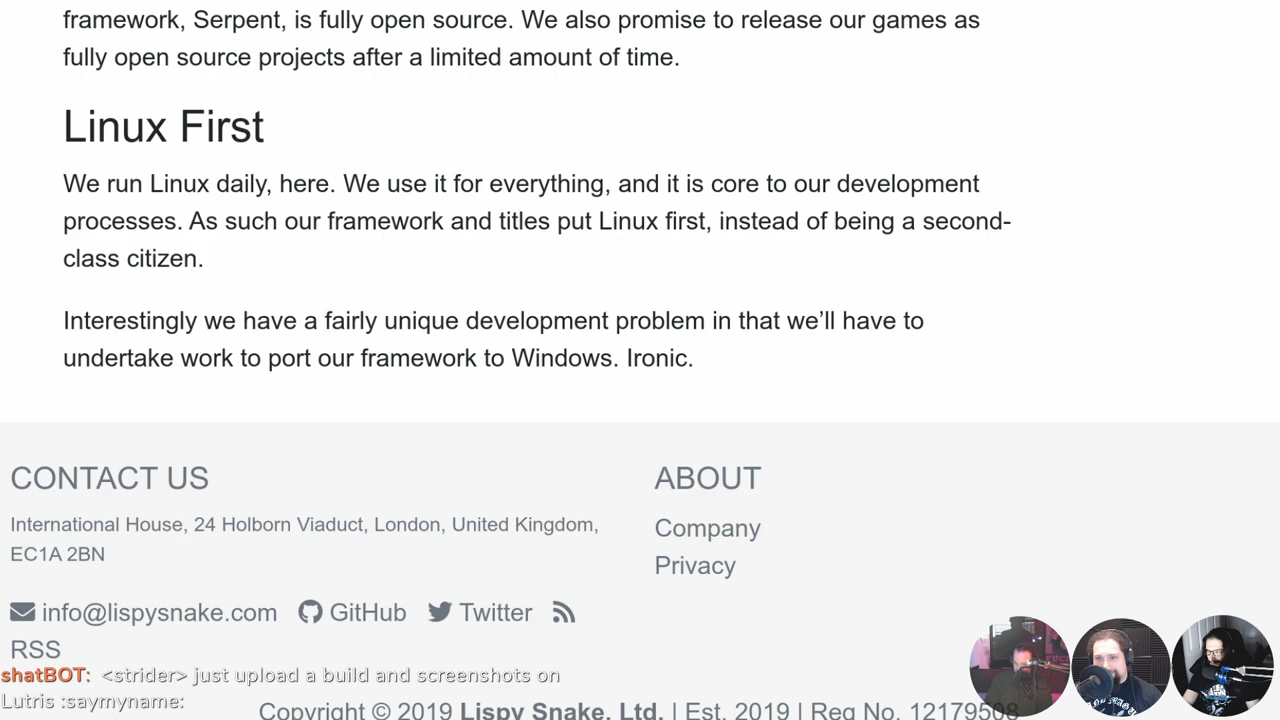 framework, Serpent, is fully open source. We also promise to release our games as
fully open source projects after a limited amount of time.
Linux First
We run Linux daily, here. We use it for everything, and it is core to our development
processes. As such our framework and titles put Linux first, instead of being a second-
class citizen.
Interestingly we have a fairly unique development problem in that we’ll have to
undertake work to port our framework to Windows. Ironic.
CONTACT US
International House, 24 Holborn Viaduct, London, United Kingdom,
EC1A 2BN
info@lispysnake.com GitHub Twitter
RSS
ABOUT
Company
Privacy
shatBOT: <strider> just upload a build and screenshots on
Lutris :saymyname:
Copyright © 2019 Lispy Snake, Ltd. | Est. 2019 | Reg No. 12179508